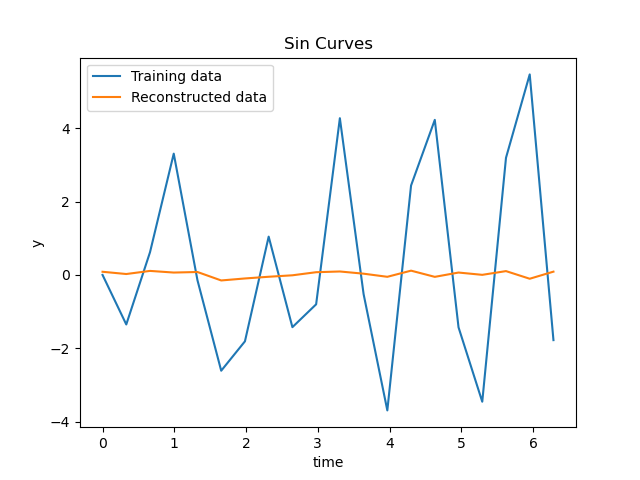 Sin Curves
Training data
Reconstructed data
y
4
2
0
−2
−4
0 1 2 3 4 5 6
time